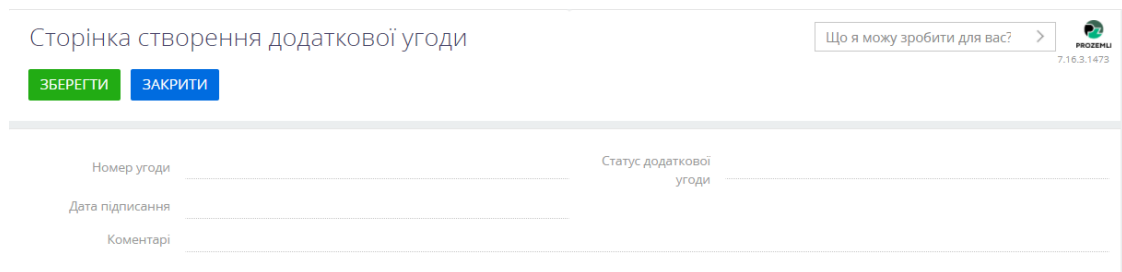 Сторінка створення додаткової угоди
Що я можу зробити для вас?
PROZEMLI
7.16.3.1473
ЗБЕРЕГТИ ЗАКРИТИ
Номер угоди
Статус додаткової
угоди
Дата підписання
Коментарі